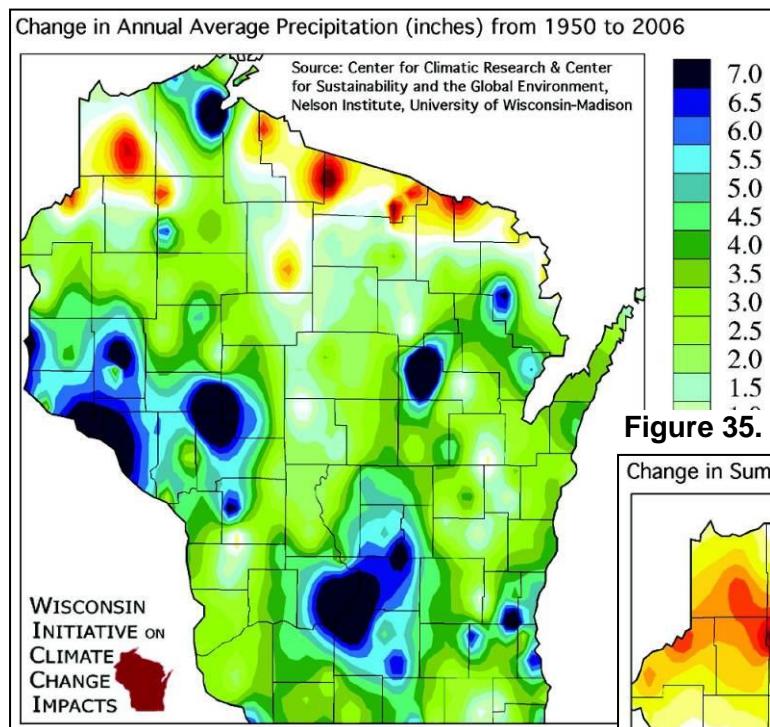 Change in Annual Average Precipitation (inches) from 1950 to 2006
Source: Center for Climatic Research & Center
for Sustainability and the Global Environment,
Nelson Institute, University of Wisconsin-Madison
7.0
6.5
6.0
5.5
5.0
4.5
4.0
3.5
3.0
2.5
2.0
1.5
Figure 35.
Change in Sum
WISCONSIN
INITIATIVE ON
CLIMATE
CHANGE
IMPACTS